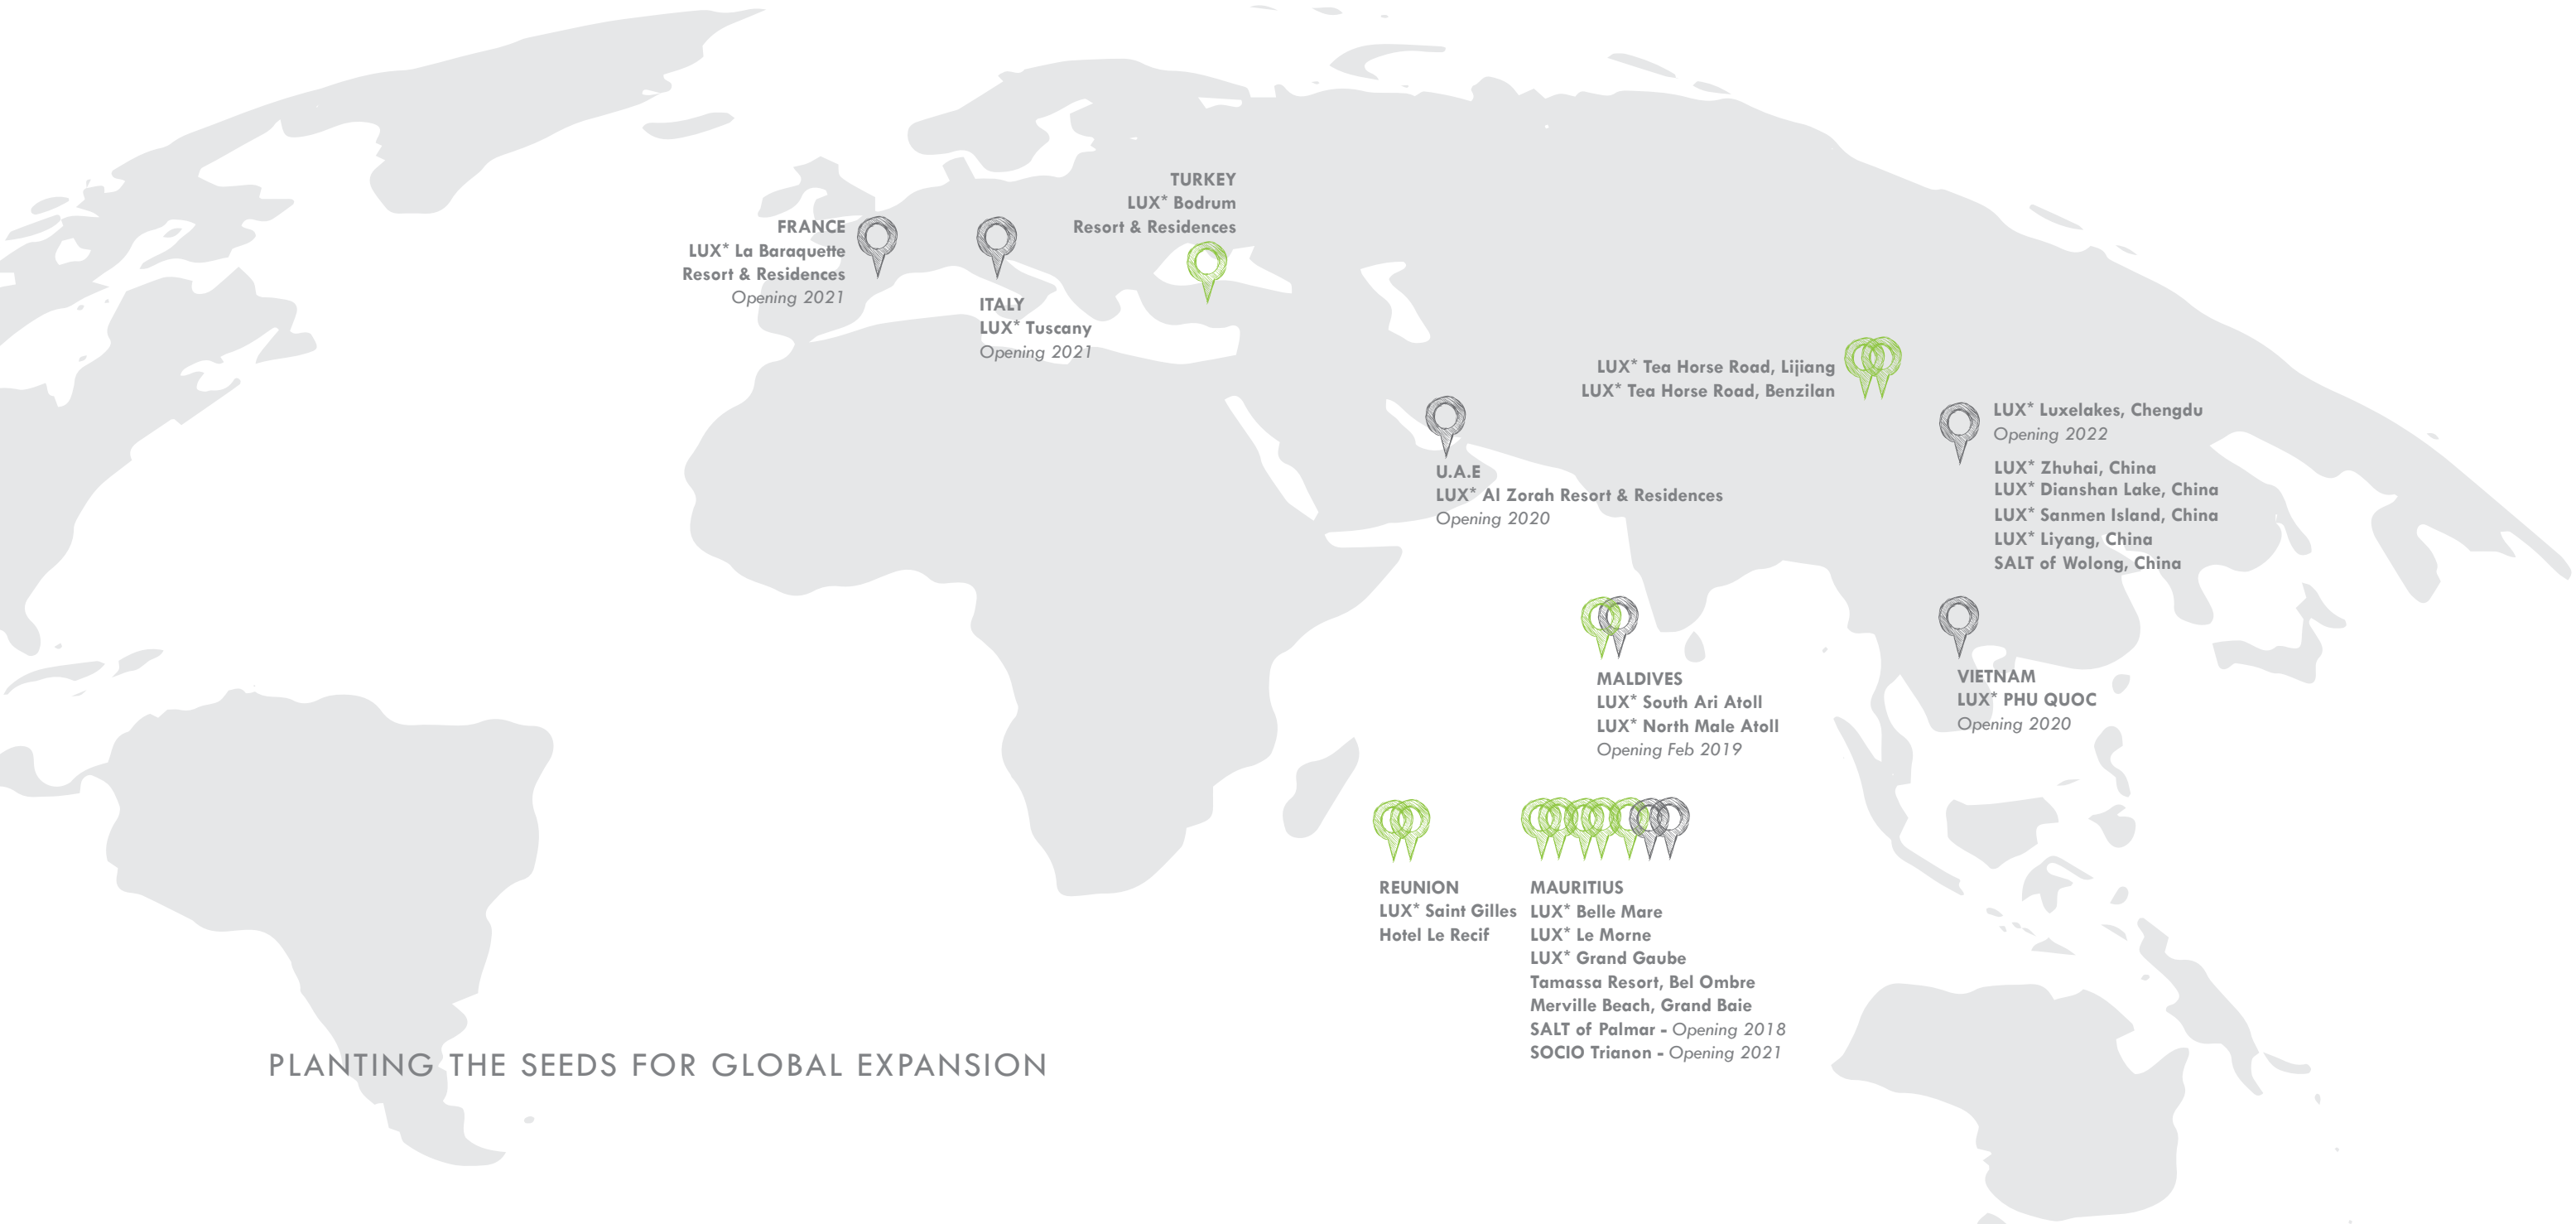 TURKEY
LUX* Bodrum
Resort & Residences
FRANCE
LUX* La Baraquette
Resort & Residences
Opening 2021
ITALY
LUX* Tuscany
Opening 2021
LUX* Tea Horse Road, Lijiang
LUX* Tea Horse Road, Benzilan
LUX* Luxelakes, Chengdu
Opening 2022
LUX* Zhuhai, China
LUX* Dianshan Lake, China
LUX* Sanmen Island, China
LUX* Liyang, China
SALT of Wolong, China
U.A.E
LUX* Al Zorah Resort & Residences
Opening 2020
MALDIVES
LUX* South Ari Atoll
LUX* North Male Atoll
Opening Feb 2019
VIETNAM
LUX* PHU QUOC
Opening 2020
REUNION
LUX* Saint Gilles
Hotel Le Recif
MAURITIUS
LUX* Belle Mare
LUX* Le Morne
LUX* Grand Gaube
Tamassa Resort, Bel Ombre
Merville Beach, Grand Baie
SALT of Palmar - Opening 2018
SOCIO Trianon - Opening 2021
PLANTING THE SEEDS FOR GLOBAL EXPANSION